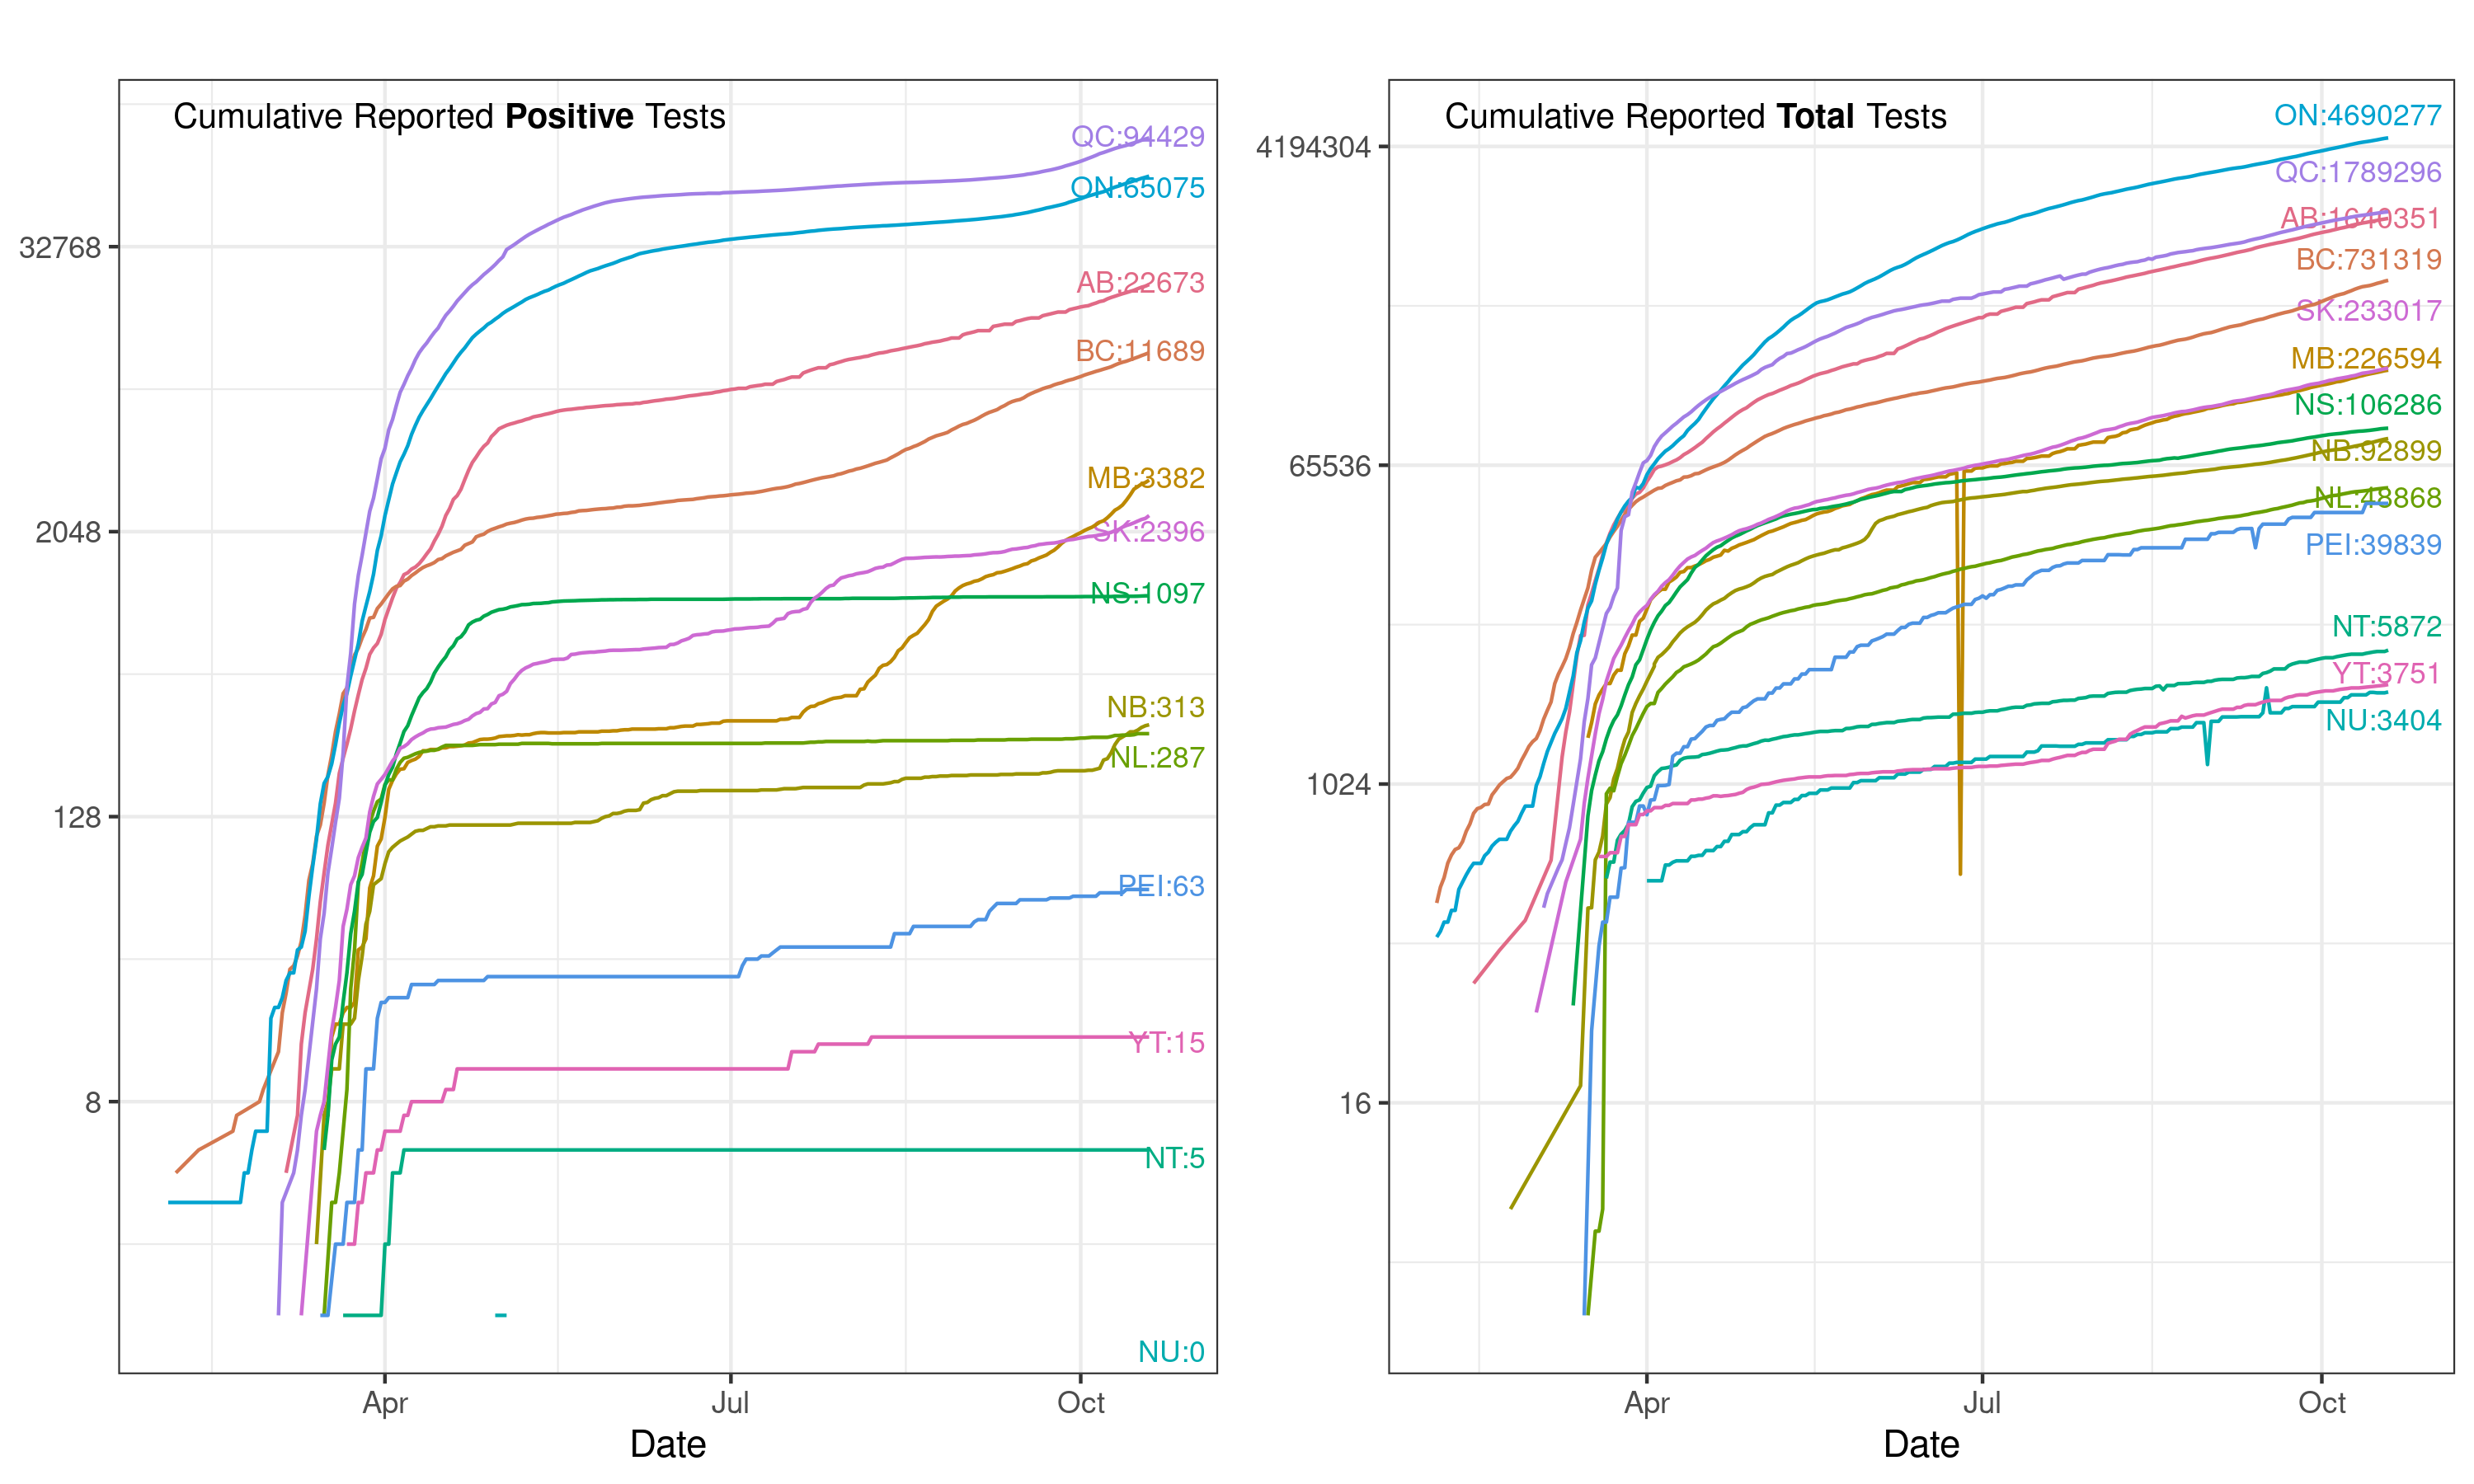 Cumulative Reported Positive Tests
QC:94429
ON:65075
AB:22673
BC:11689
MB:3382
SK:2396
NS:1097
NB:313
NL:287
PEI:63
YT:15
NT:5
NU:0
32768
2048
128
8
Apr Jul Oct
Date
Cumulative Reported Total Tests
ON:4690277
QC:1789296
AB:1640351
BC:731319
SK:233017
MB:226594
NS:106286
NB:92899
NL:48868
PEI:39839
NT:5872
YT:3751
NU:3404
4194304
65536
1024
16
Apr Jul Oct
Date